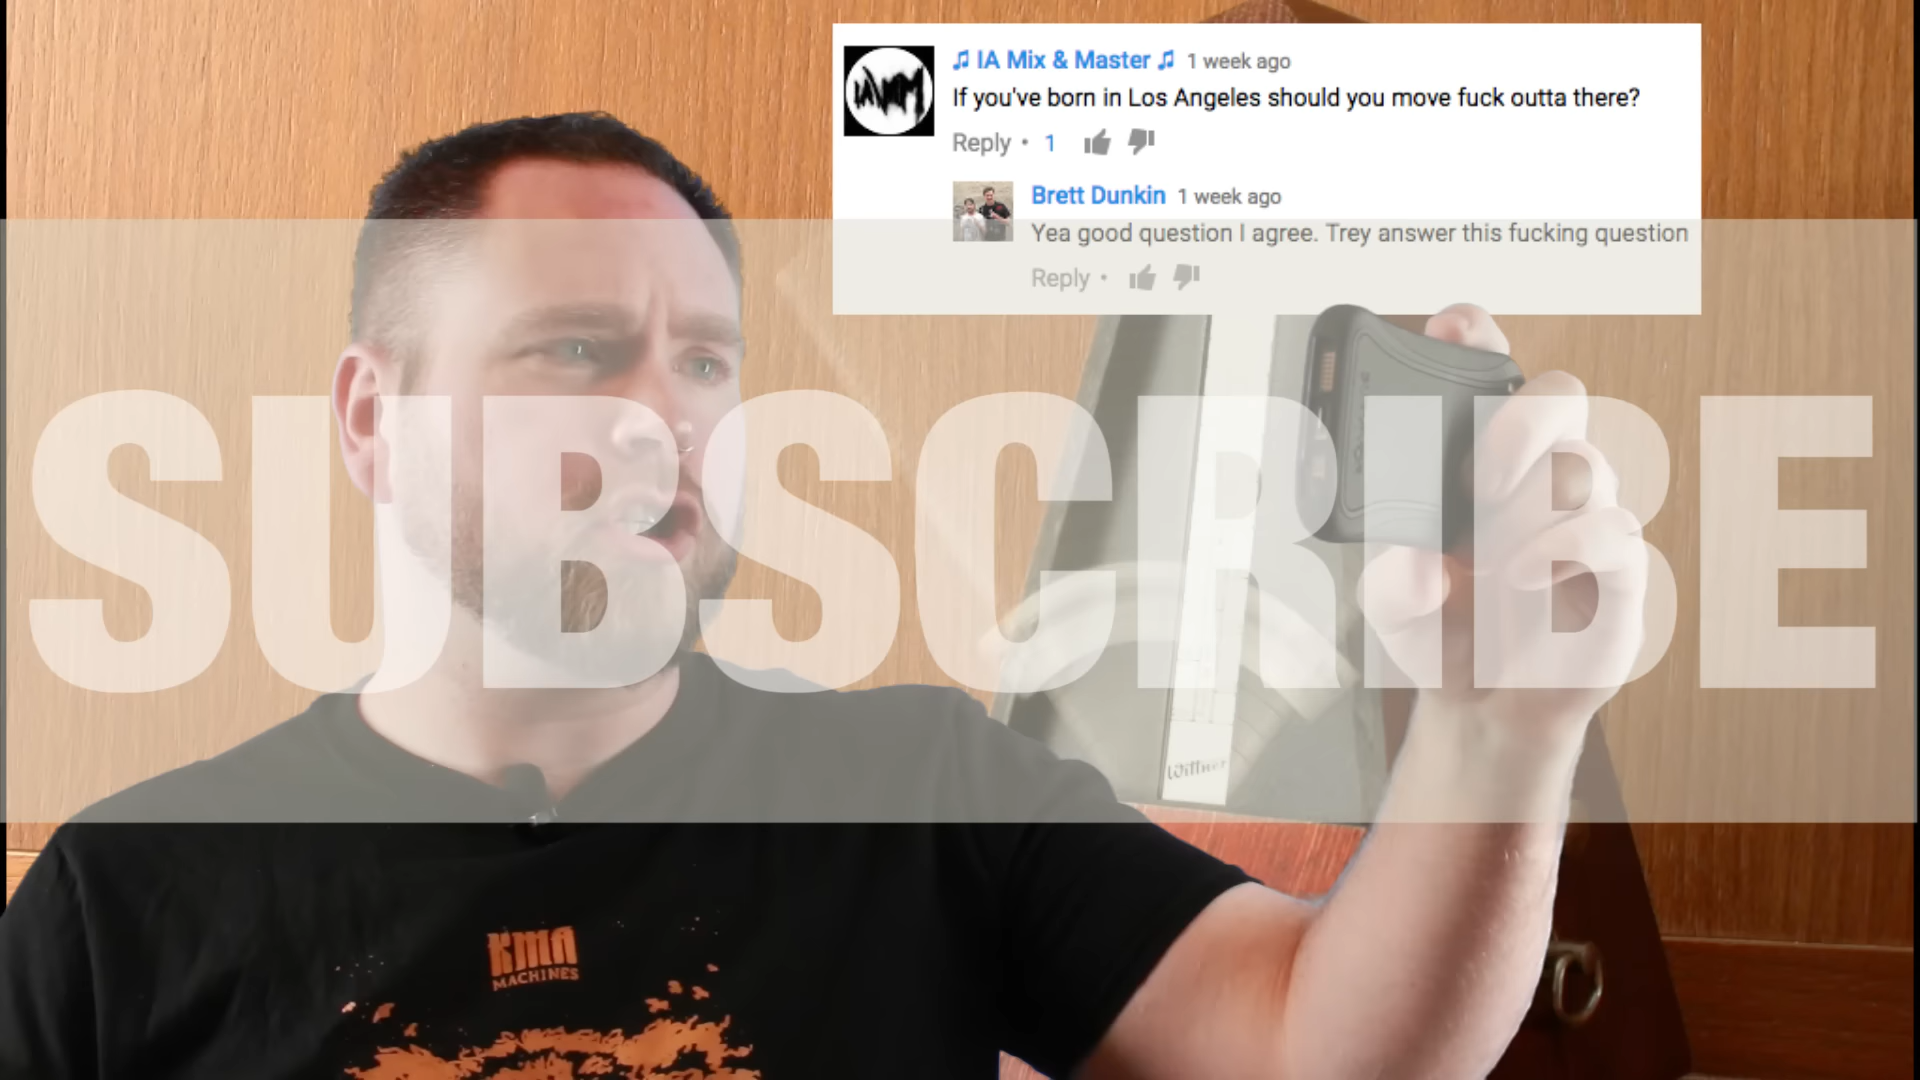 ♫ IA Mix & Master ♫ 1 week ago
If you've born in Los Angeles should you move fuck outta there?
Reply • 1
Brett Dunkin 1 week ago
Yea good question I agree. Trey answer this fucking question
Reply •
SUBSCRIBE
Wittner
KMA
MACHINES